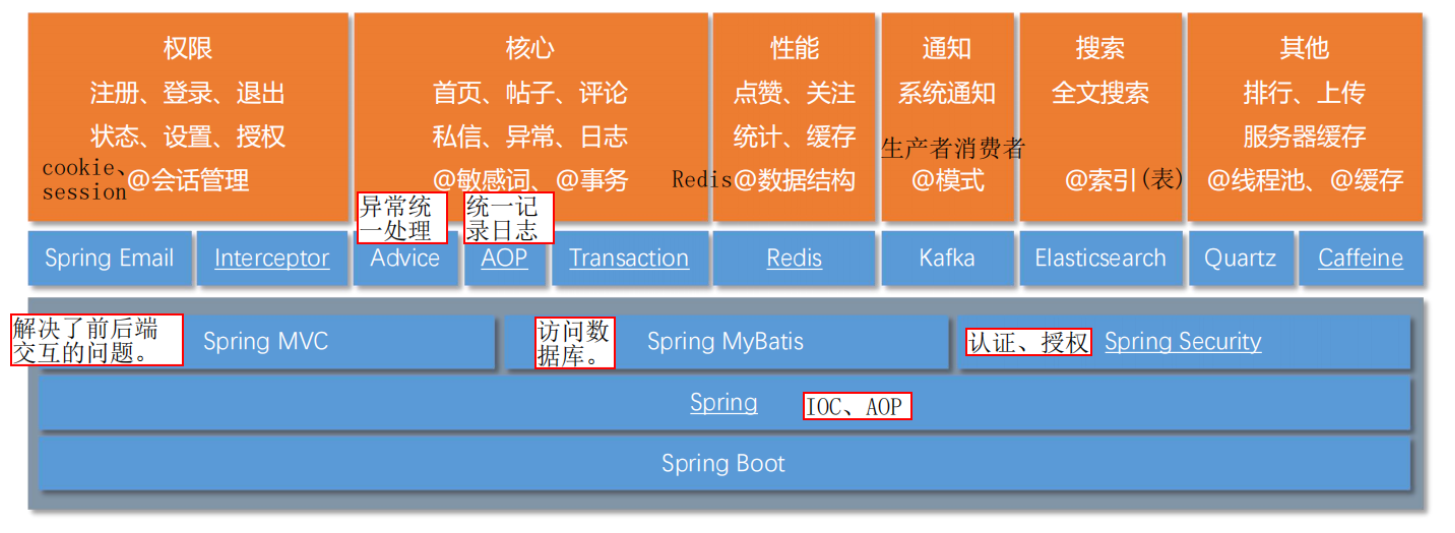 权限
注册、登录、退出
状态、设置、授权
cookie、
session
@会话管理
核心
首页、帖子、评论
私信、异常、日志
@敏感词、@事务
性能
点赞、关注
统计、缓存
Redis@数据结构
通知
系统通知
生产者消费者
@模式
搜索
全文搜索
@索引(表)
其他
排行、上传
服务器缓存
@线程池、@缓存
异常统
一处理
统一记
录日志
Spring Email
Interceptor
Advice
AOP
Transaction
Redis
Kafka
Elasticsearch
Quartz
Caffeine
解决了前后端
交互的问题。
Spring MVC
访问数
据库。
Spring MyBatis
认证、授权
Spring Security
Spring
IOC、AOP
Spring Boot